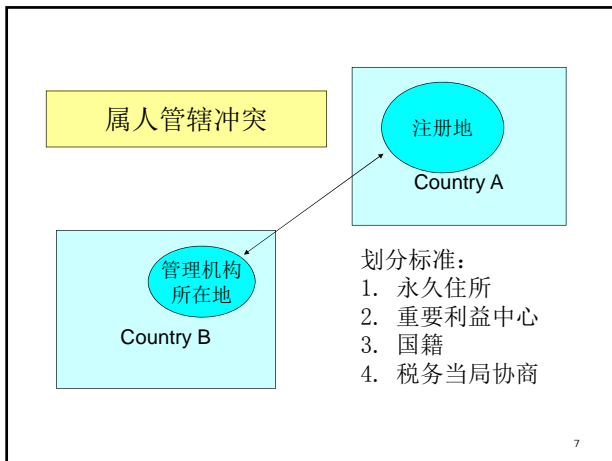 属人管辖冲突
注册地
Country A
管理机构
所在地
Country B
划分标准：
1. 永久住所
2. 重要利益中心
3. 国籍
4. 税务当局协商
7